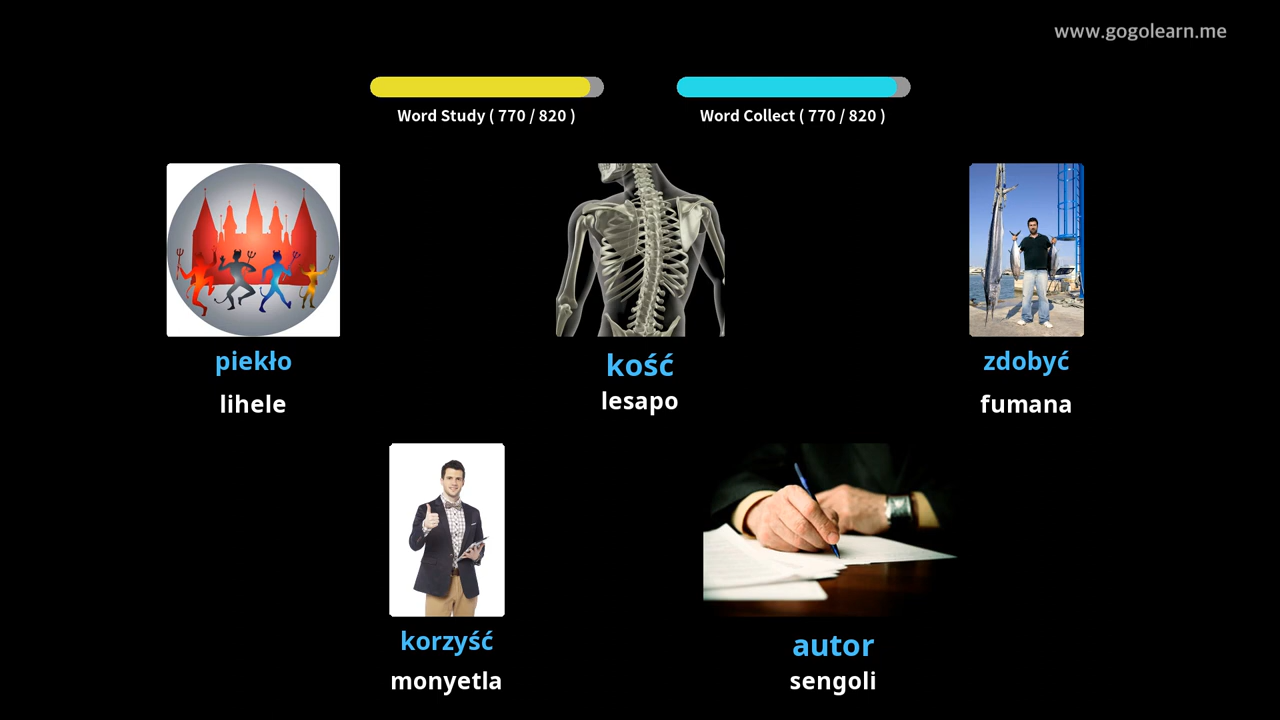 www.gogolearn.me
Word Study ( 770 / 820 )
Word Collect ( 770 / 820 )
piekło
kość
zdobyć
lihele
lesapo
fumana
korzyść
autor
monyetla
sengoli